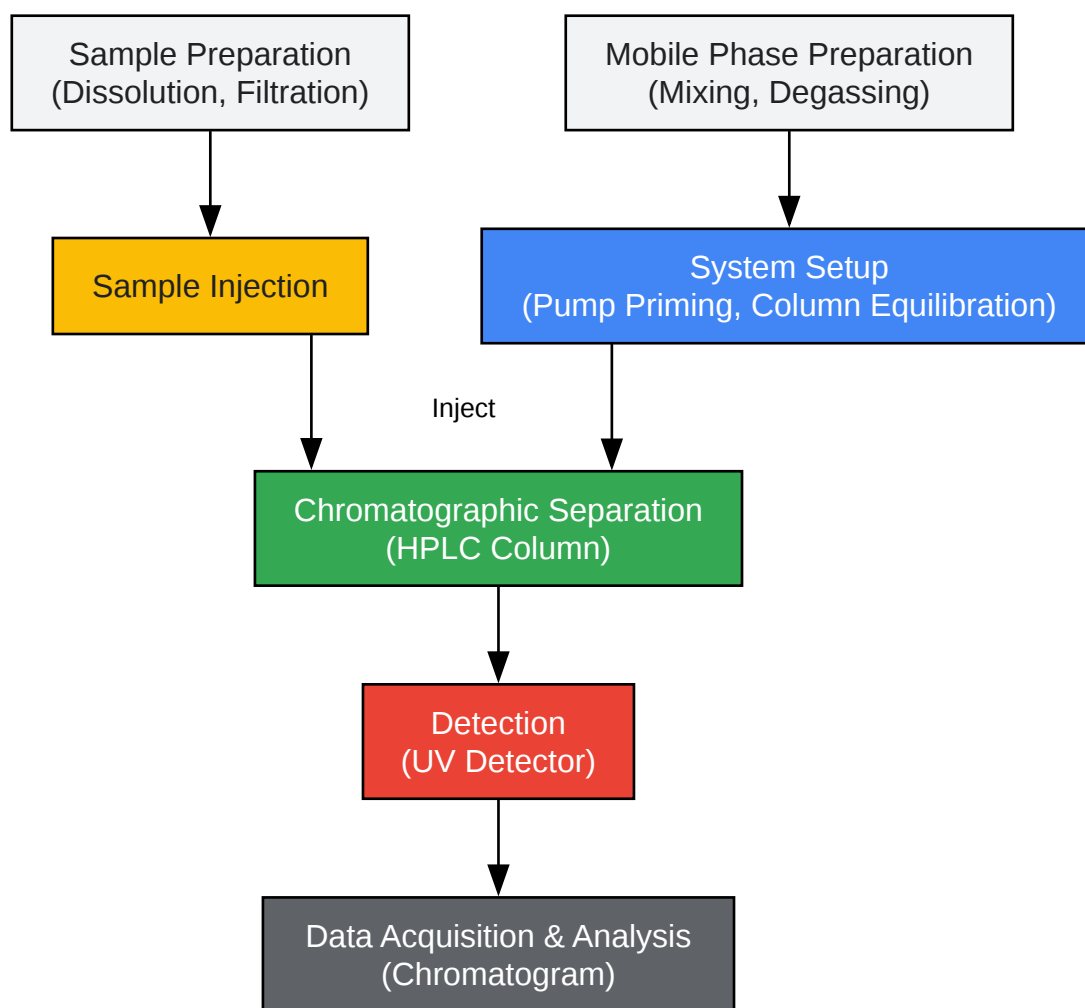 Sample Preparation
(Dissolution, Filtration)
Mobile Phase Preparation
(Mixing, Degassing)
Sample Injection
System Setup
(Pump Priming, Column Equilibration)
Inject
Chromatographic Separation
(HPLC Column)
Detection
(UV Detector)
Data Acquisition & Analysis
(Chromatogram)